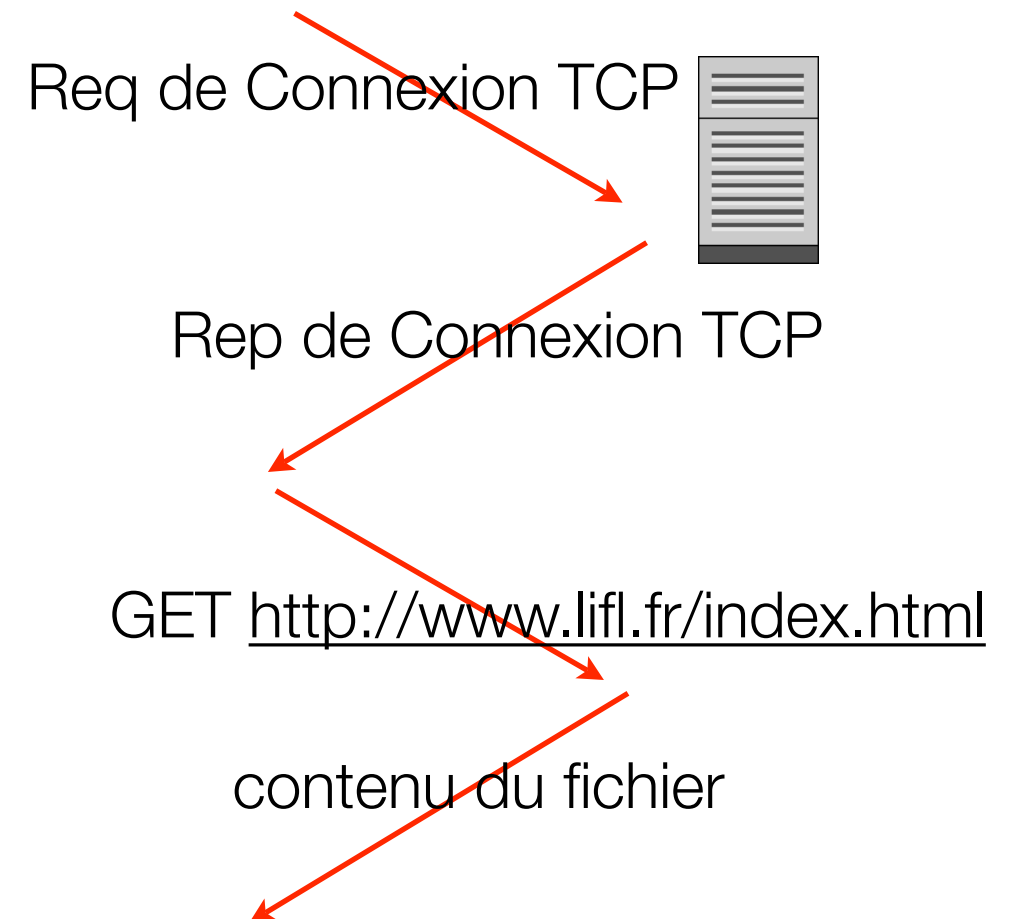 Req de Connexion TCP
Rep de Connexion TCP
GET http://www.lifl.fr/index.html
contenu du fichier